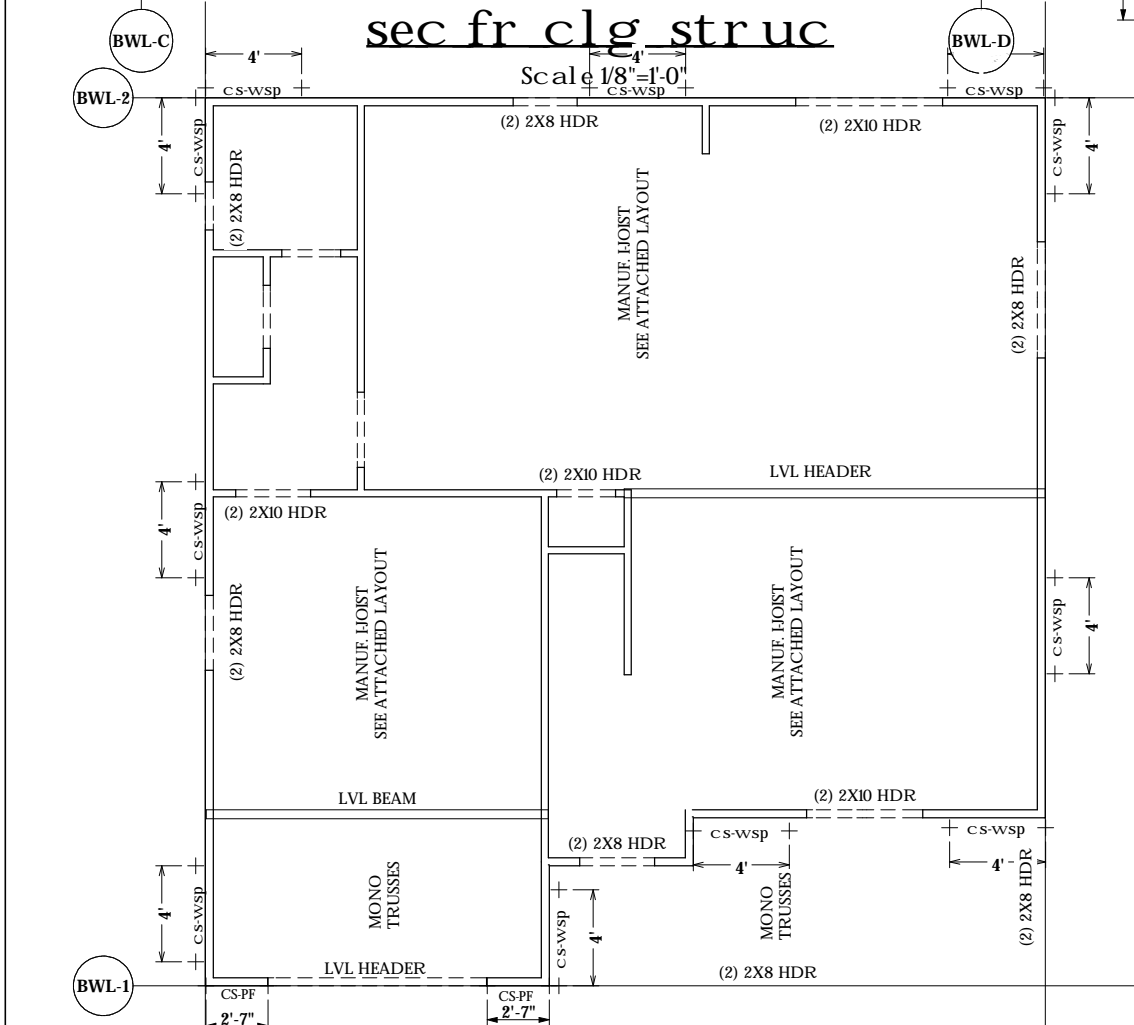 sec fr clg struc
Scale 1/8"=1'-0"
BWL-C
BWL-D
BWL-2
4'
4'
cs-wsp
cs-wsp
cs-wsp
(2) 2X8 HDR
(2) 2X10 HDR
4'
cs-wsp
(2) 2X8 HDR
cs-wsp
4'
MANUF. I-JOIST
SEE ATTACHED LAYOUT
(2) 2X8 HDR
(2) 2X10 HDR
LVL HEADER
(2) 2X10 HDR
4'
cs-wsp
(2) 2X8 HDR
MANUF. I-JOIST
SEE ATTACHED LAYOUT
MANUF. I-JOIST
SEE ATTACHED LAYOUT
cs-wsp
4'
LVL BEAM
(2) 2X10 HDR
cs-wsp
cs-wsp
(2) 2X8 HDR
4'
4'
4'
cs-wsp
MONO
TRUSSES
cs-wsp
4'
MONO
TRUSSES
(2) 2X8 HDR
LVL HEADER
(2) 2X8 HDR
BWL-1
CS-PF
CS-PF
2'-7"
2'-7"